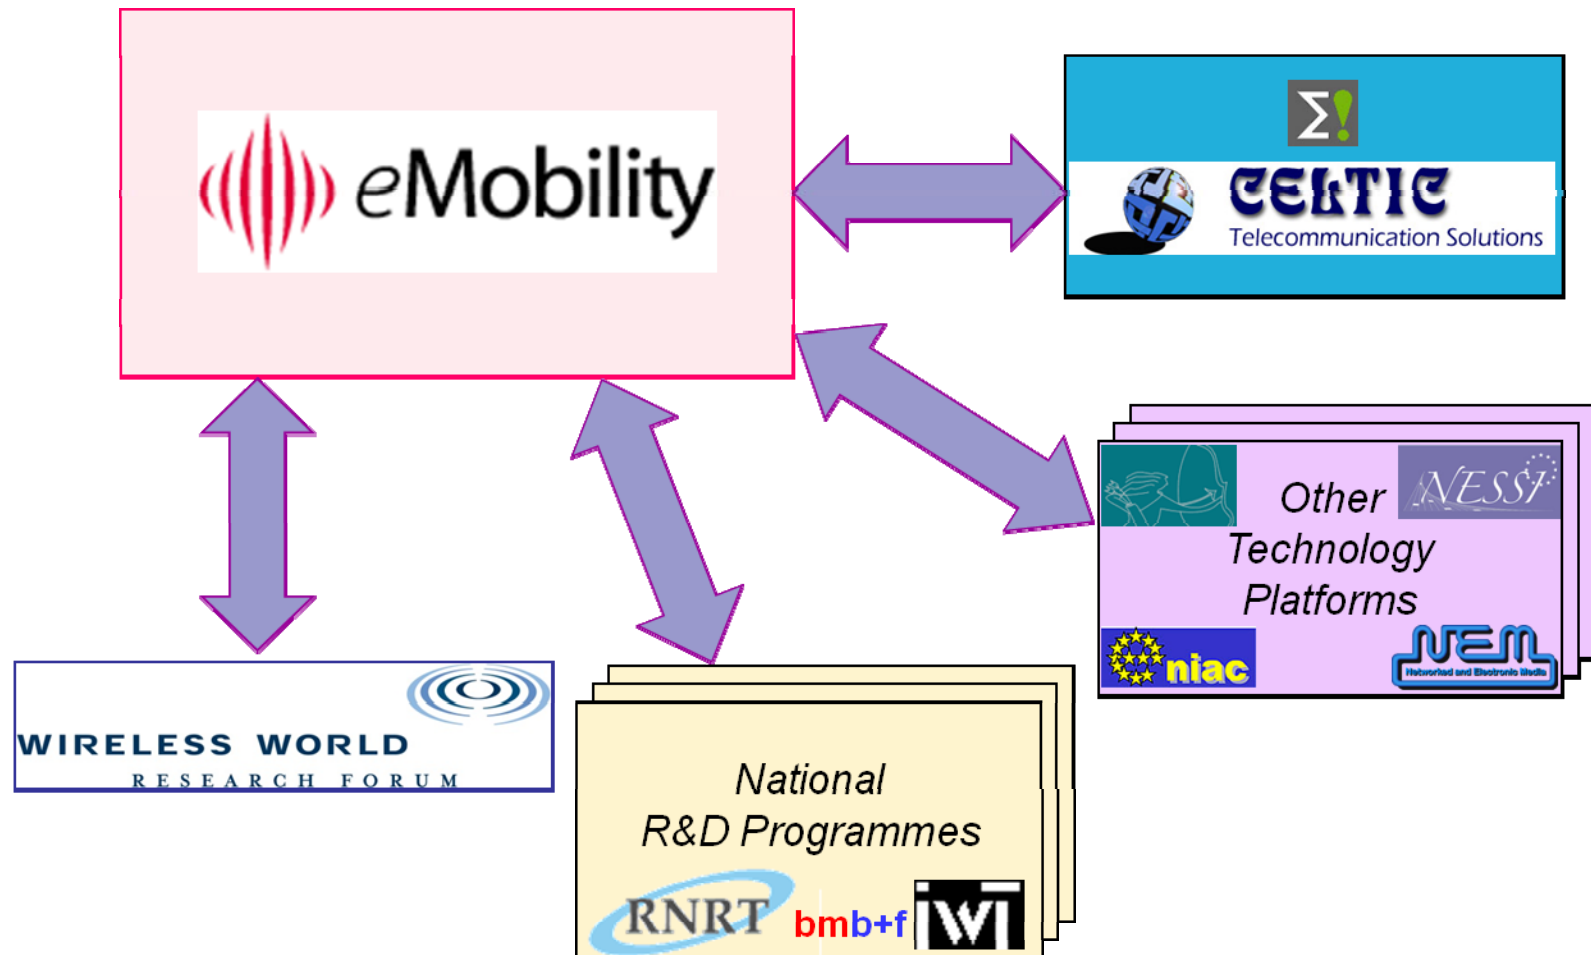 eMobility
Σ!
CELTIC
Telecommunication Solutions
Other
NESSI
Technology
Platforms
eniac
NEM
Networked and Electronic Media
WIRELESS WORLD
RESEARCH FORUM
National
R&D Programmes
RNRT
bmb+f
iwt